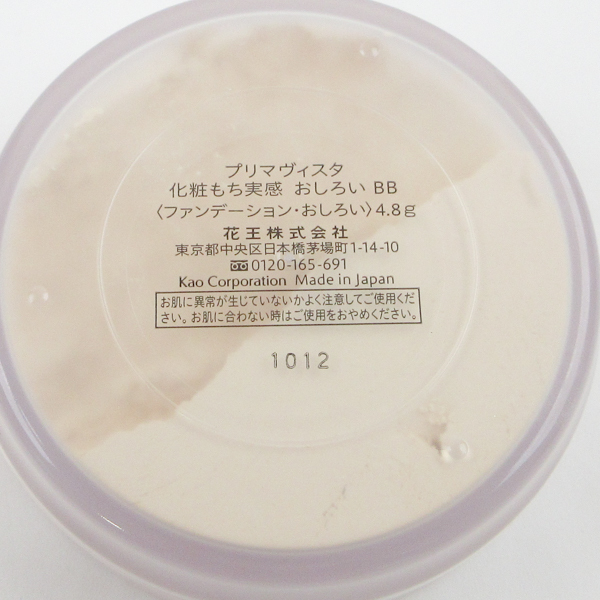 プリマヴィスタ
化粧もち実感 おしろい BB
〈ファンデーション・おしろい〉4.8g
花王株式会社
東京都中央区日本橋茅場町1-14-10
0120-165-691
Kao Corporation Made in Japan
お肌に異常が生じていないかよく注意してご使用くだ
さい。お肌に合わない時はご使用をおやめください。
1012